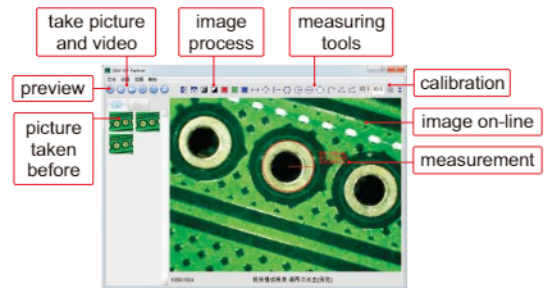 take picture
and video
image
process
measuring
tools
preview
calibration
picture
taken
before
image on-line
measurement